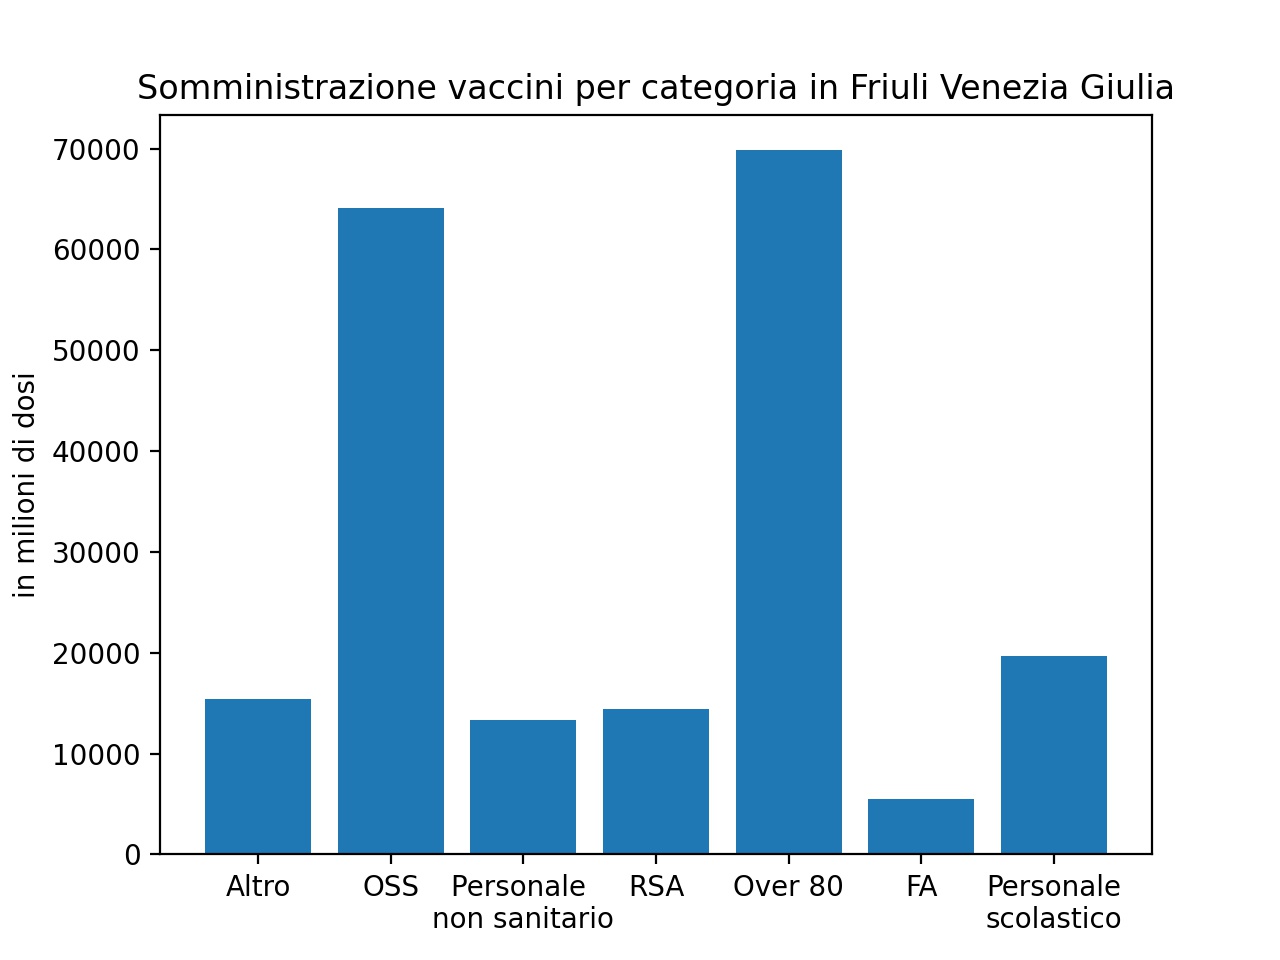 Somministrazione vaccini per categoria in Friuli Venezia Giulia
70000
60000
50000
40000
30000
20000
10000
0
in milioni di dosi
Altro
OSS
Personale
non sanitario
RSA
Over 80
FA
Personale
scolastico